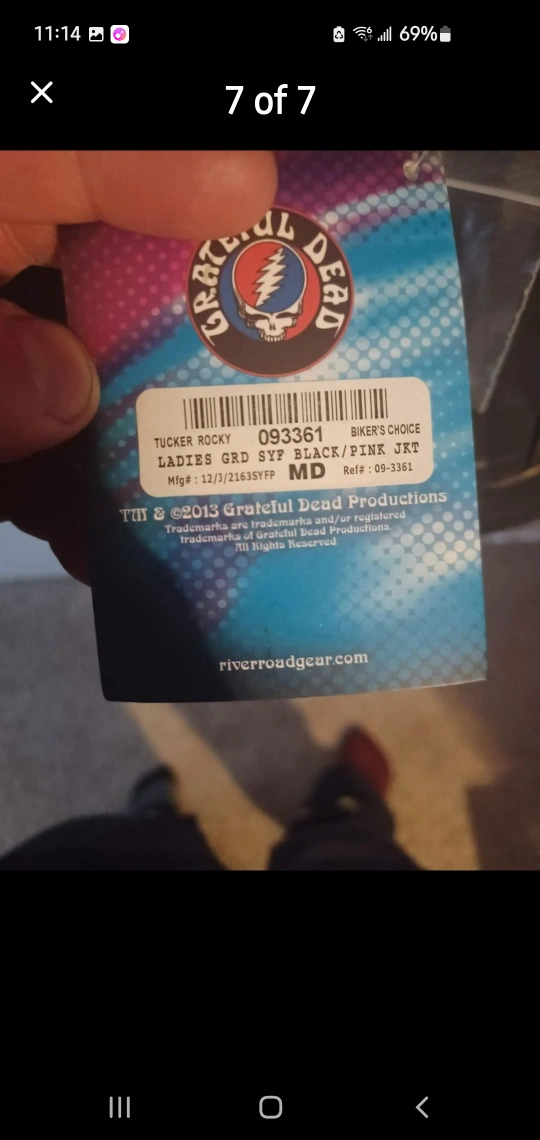 11:14
69%
7 of 7
GRATEFUL DEAD
TUCKER ROCKY 093361 BIKER'S CHOICE
LADIES GRD SYF BLACK/PINK JKT
Mfg# : 12/J/2163SYFP MD Ref# : 09-3361
TM & ©2013 Grateful Dead Productions
Trademarks are trademarks and/or registered
trademarks of Grateful Dead Productions
All Rights Reserved.
riverroadgear.com